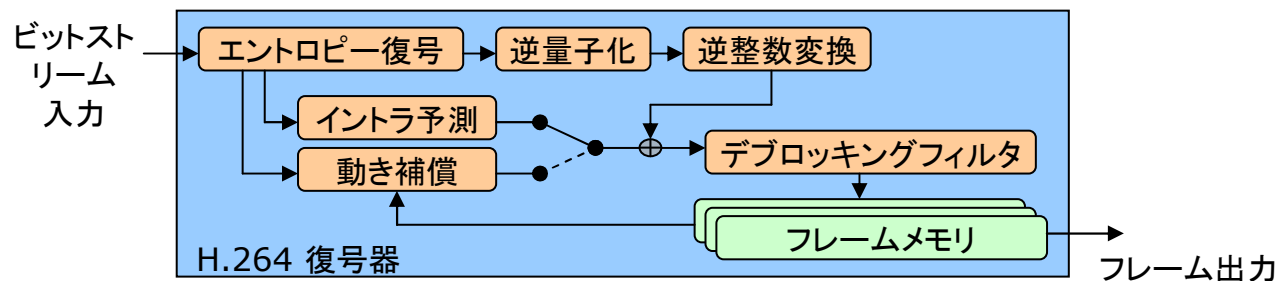 ビットスト
リーム
入力
エントロピー復号
逆量子化
逆整数変換
イントラ予測
動き補償
デブロッキングフィルタ
フレームメモリ
H.264 復号器
フレーム出力